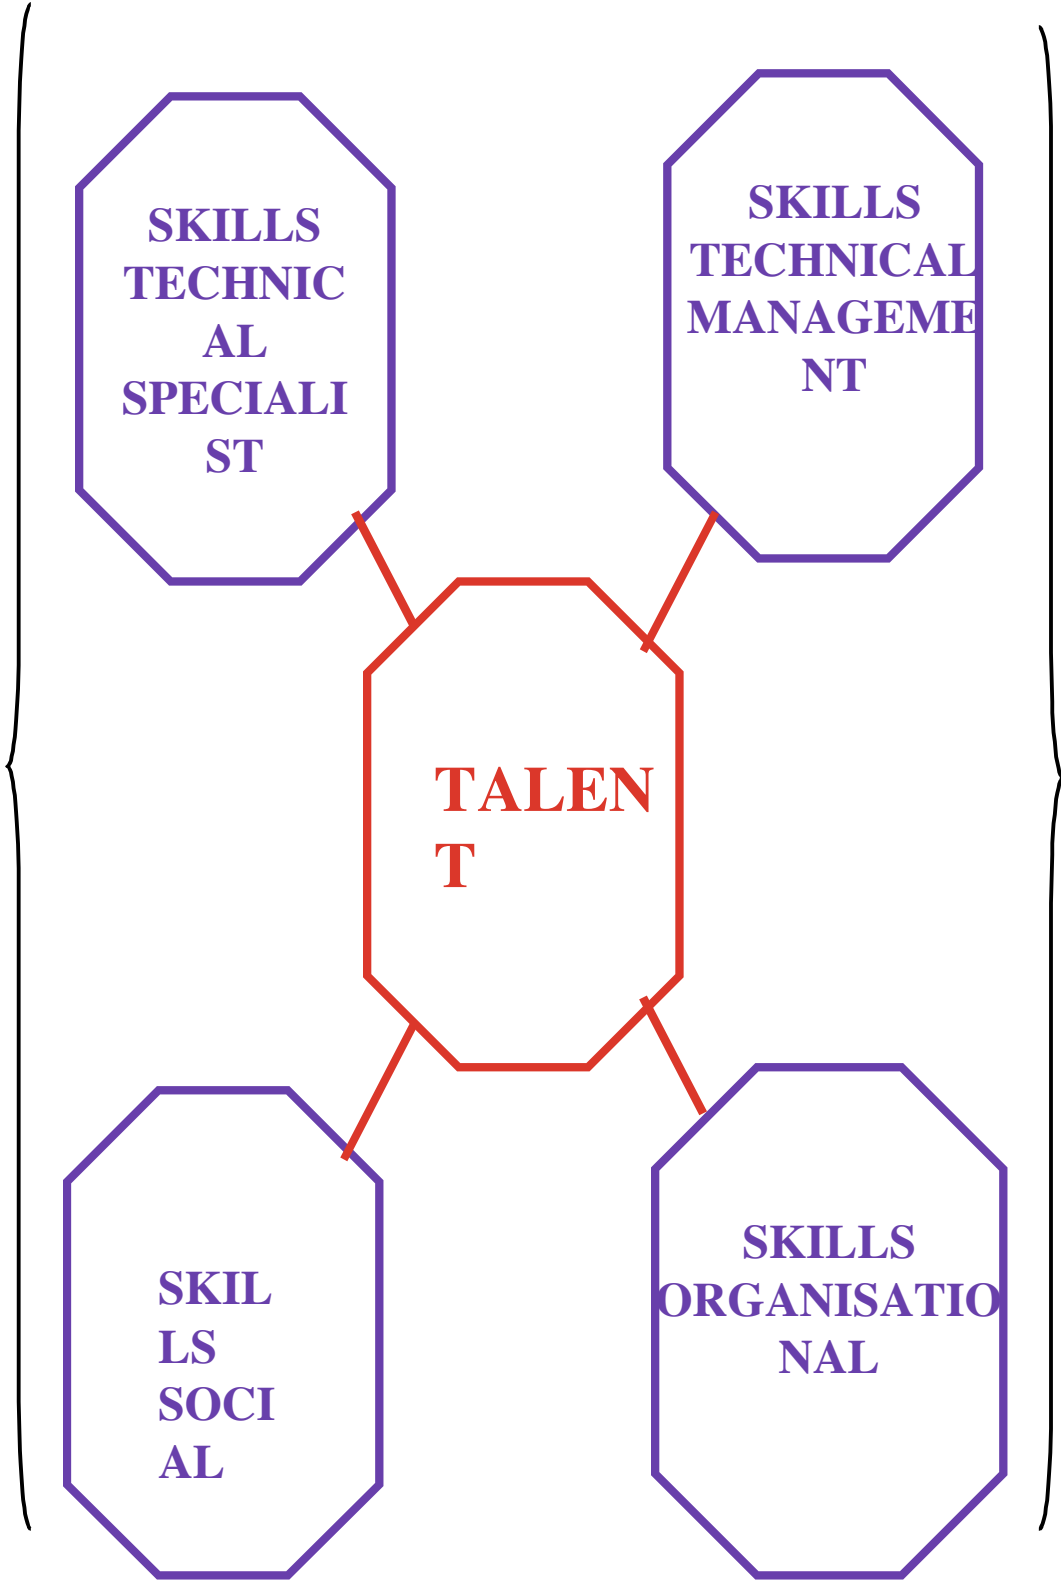 SKILLS
TECHNIC
AL
SPECIALI
ST
SKILLS
TECHNICAL
MANAGEME
NT
TALEN
T
SKIL
LS
SOCI
AL
SKILLS
ORGANISATIO
NAL